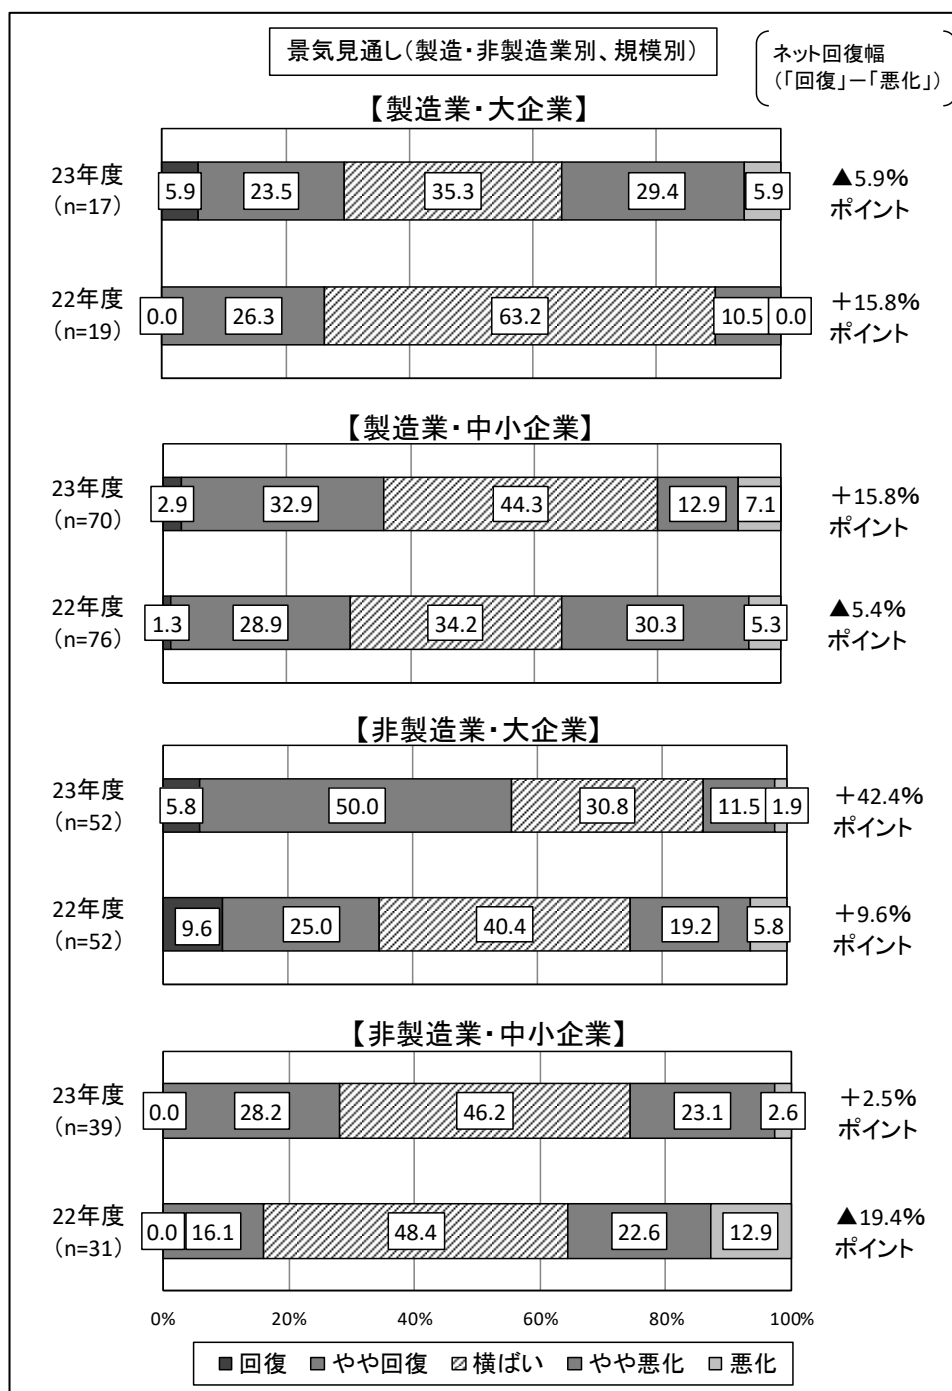 景気見通し(製造・非製造業別、規模別)
ネット回復幅
(「回復」－「悪化」)
【製造業・大企業】
23年度
(n=17)
5.9
23.5
35.3
29.4
5.9
▲5.9%
ポイント
22年度
(n=19)
0.0
26.3
63.2
10.5
0.0
＋15.8%
ポイント
【製造業・中小企業】
23年度
(n=70)
2.9
32.9
44.3
12.9
7.1
＋15.8%
ポイント
22年度
(n=76)
1.3
28.9
34.2
30.3
5.3
▲5.4%
ポイント
【非製造業・大企業】
23年度
(n=52)
5.8
50.0
30.8
11.5
1.9
＋42.4%
ポイント
22年度
(n=52)
9.6
25.0
40.4
19.2
5.8
＋9.6%
ポイント
【非製造業・中小企業】
23年度
(n=39)
0.0
28.2
46.2
23.1
2.6
＋2.5%
ポイント
22年度
(n=31)
0.0
16.1
48.4
22.6
12.9
▲19.4%
ポイント
0% 20% 40% 60% 80% 100%
回復 やや回復 横ばい やや悪化 悪化